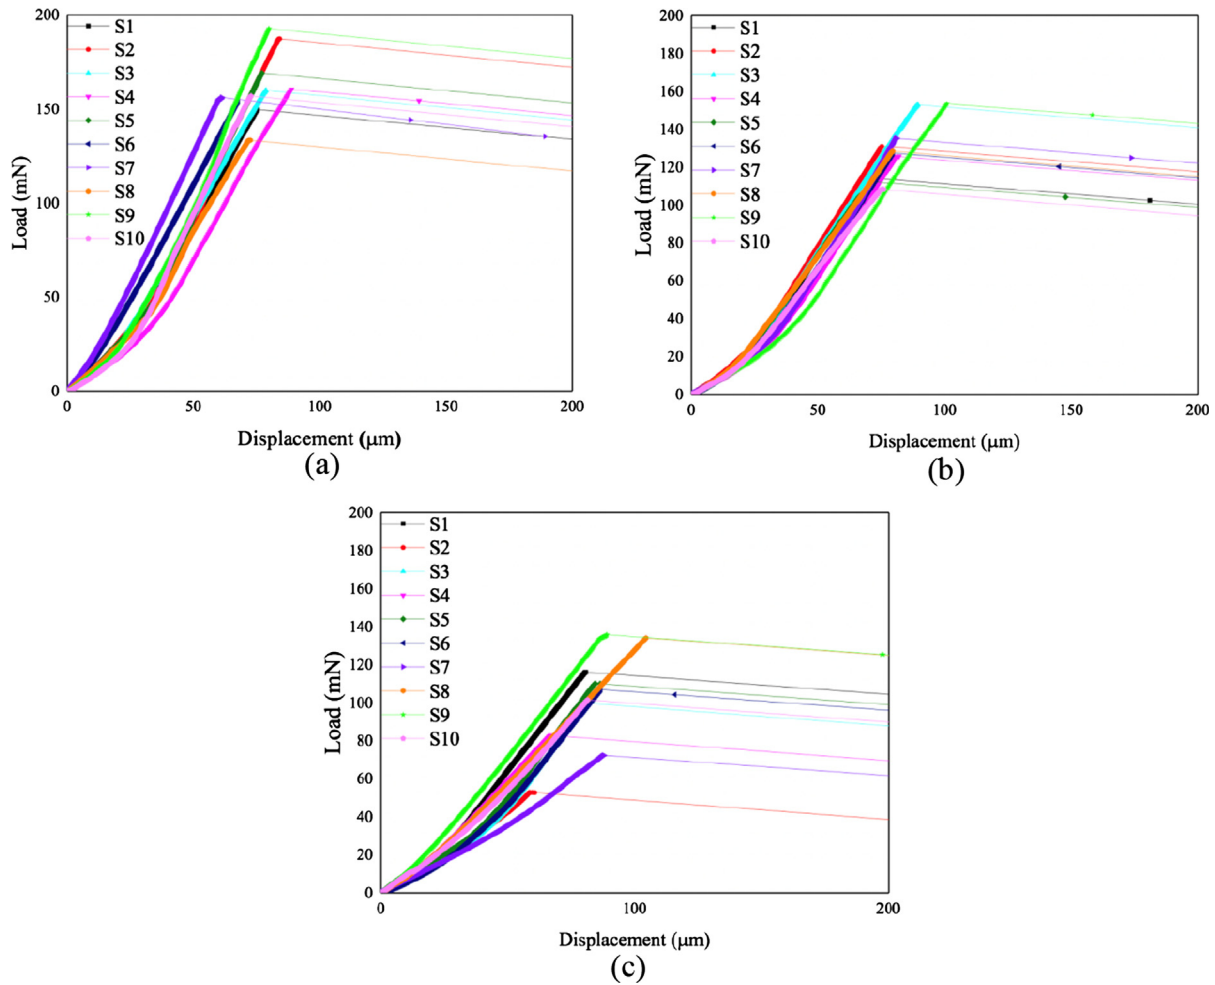 200
S1
S2
S3
S4
S5
S6
S7
S8
S9
S10
150
100
50
0
Load (mN)
0 50 100 150 200
Displacement (μm)
(a)
200
180
160
140
120
100
80
60
40
20
0
S1
S2
S3
S4
S5
S6
S7
S8
S9
S10
Load (mN)
0 50 100 150 200
Displacement (μm)
(b)
200
180
160
140
120
100
80
60
40
20
0
S1
S2
S3
S4
S5
S6
S7
S8
S9
S10
Load (mN)
0 100 200
Displacement (μm)
(c)